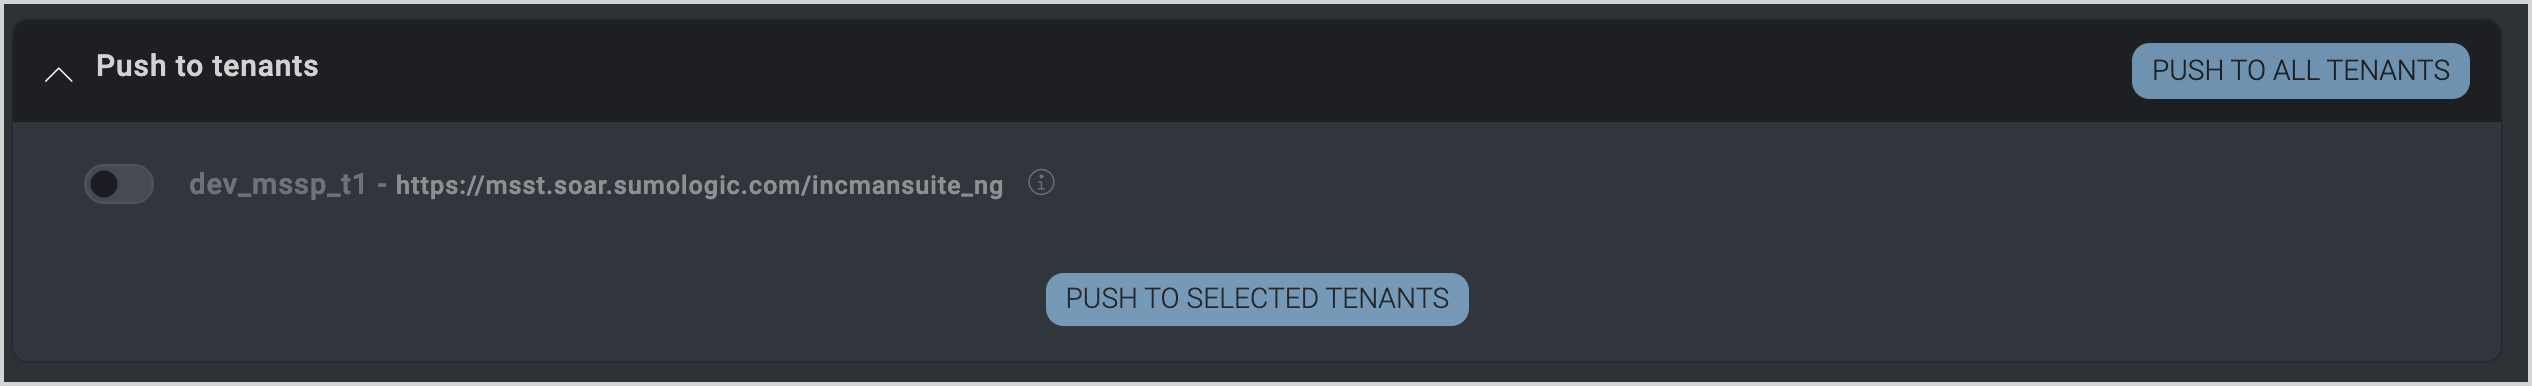 Push to tenants
PUSH TO ALL TENANTS
dev_mssp_t1 - https://msst.soar.sumologic.com/incmansuite_ng
PUSH TO SELECTED TENANTS